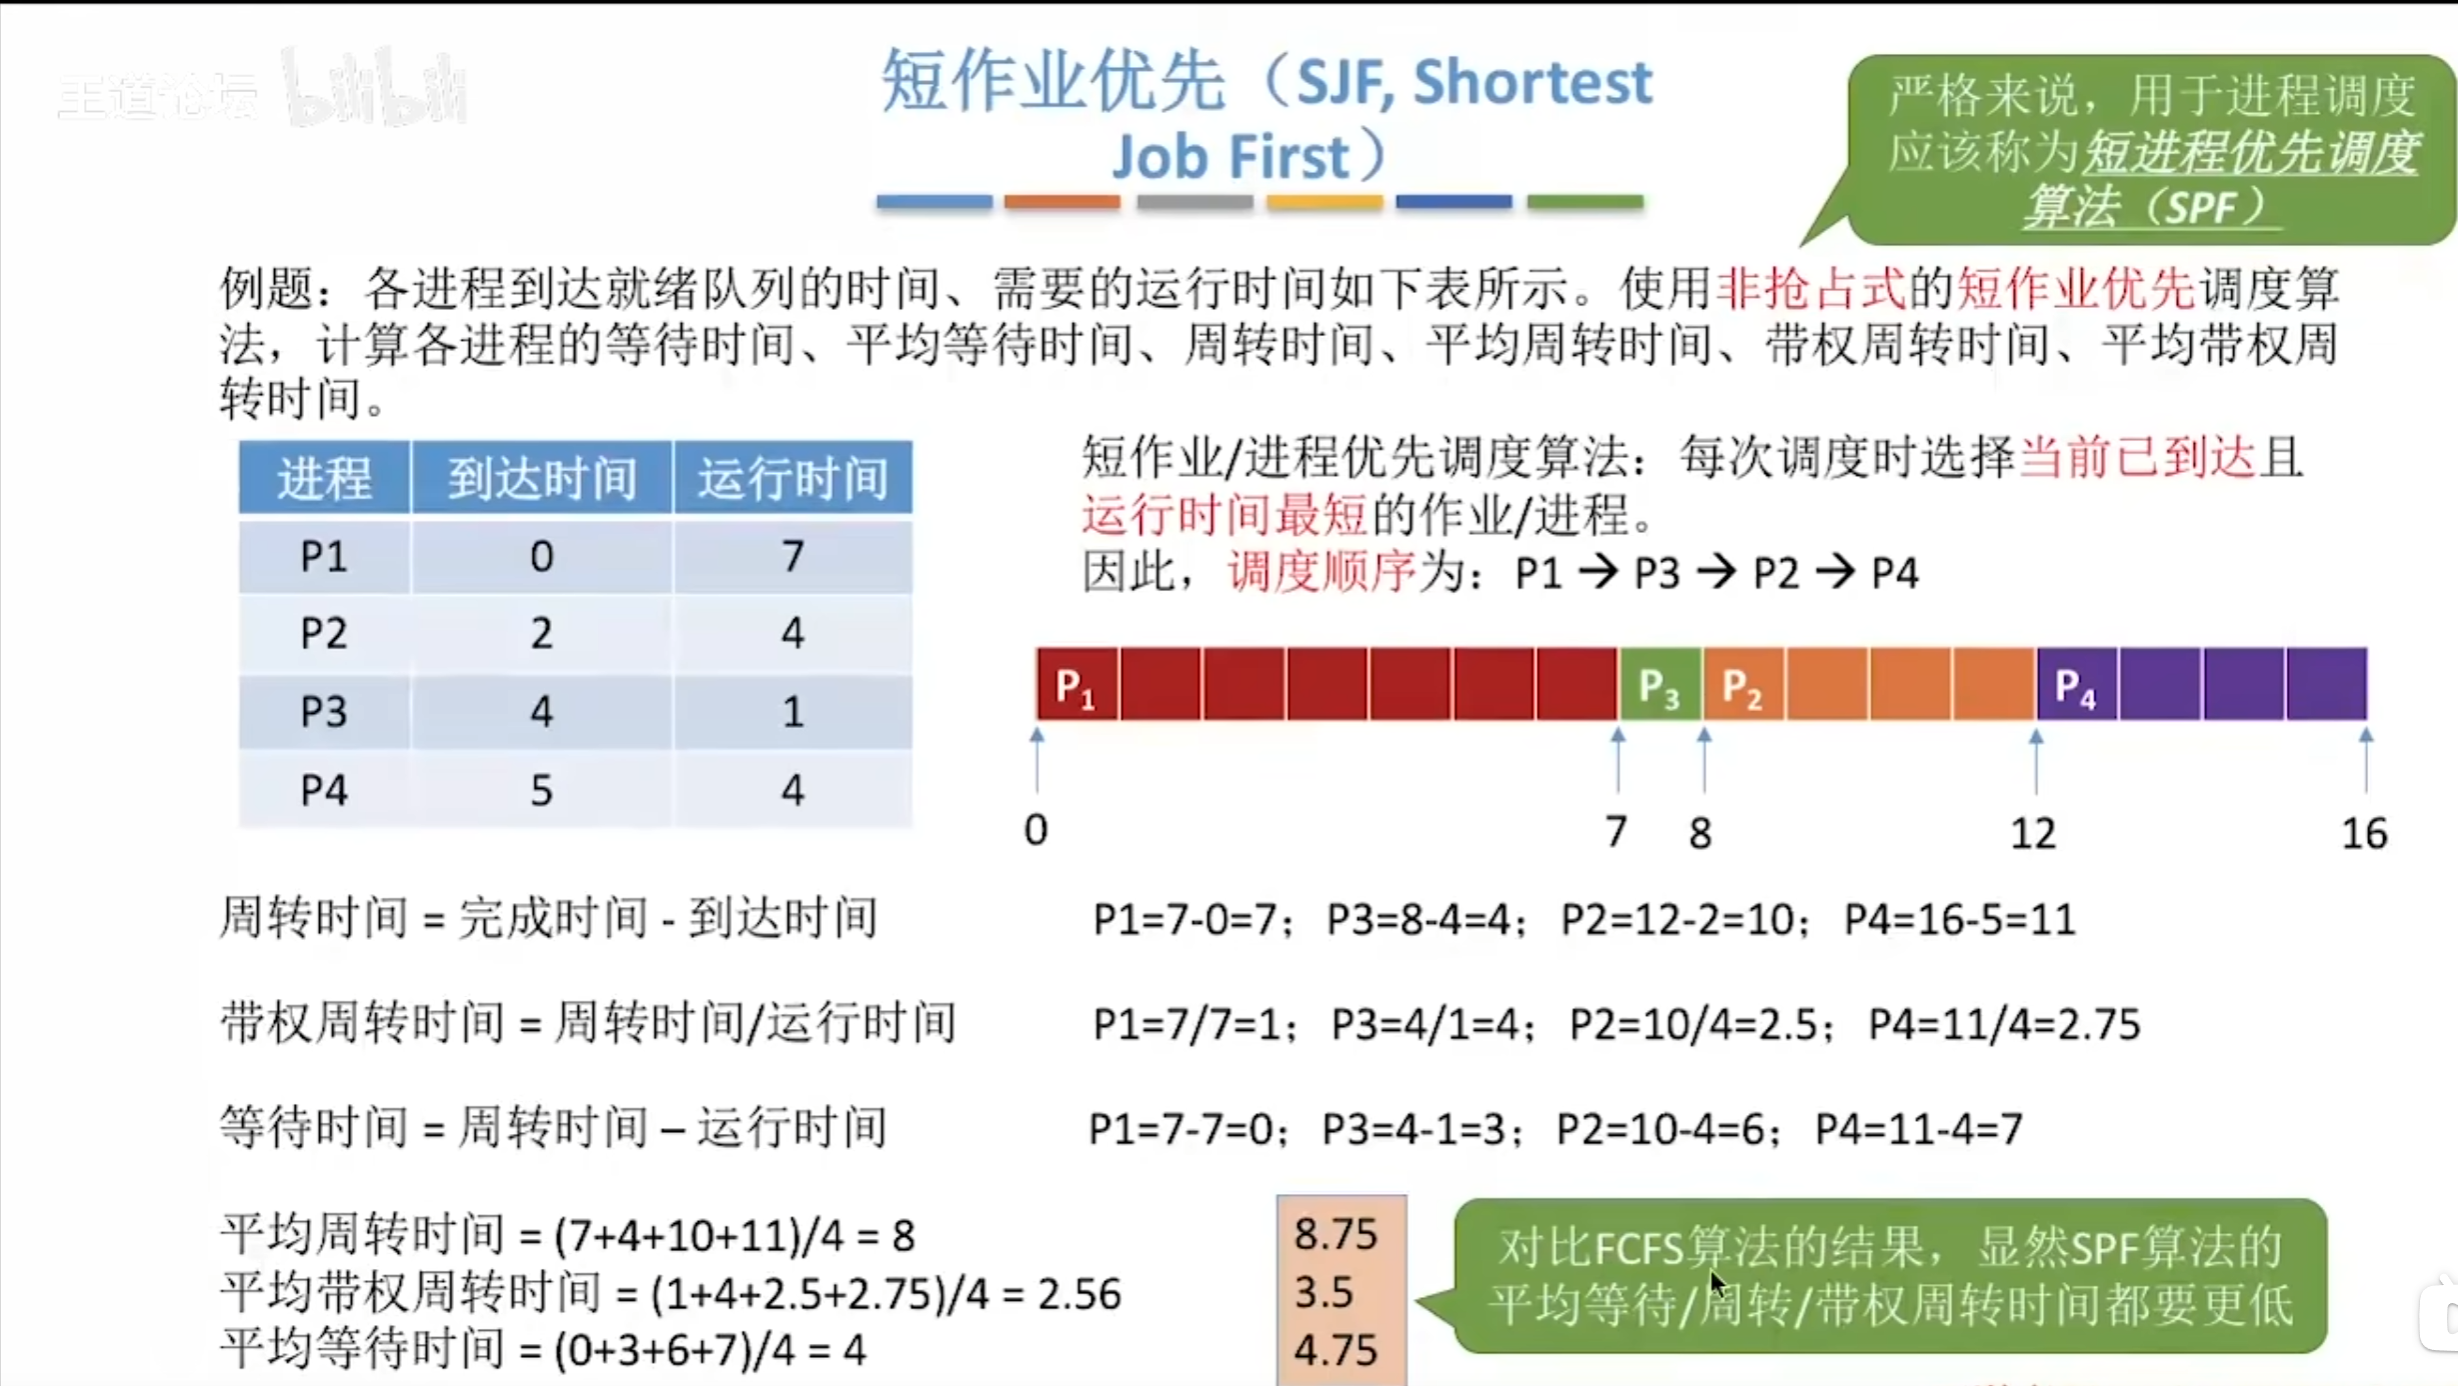 王道论坛 bilibili
短作业优先（SJF, Shortest
Job First）
严格来说，用于进程调度
应该称为短进程优先调度
算法（SPF）
例题：各进程到达就绪队列的时间、需要的运行时间如下表所示。使用非抢占式的短作业优先调度算
法，计算各进程的等待时间、平均等待时间、周转时间、平均周转时间、带权周转时间、平均带权周
转时间。
进程 到达时间 运行时间
P1 0 7
P2 2 4
P3 4 1
P4 5 4
短作业/进程优先调度算法：每次调度时选择当前已到达且
运行时间最短的作业/进程。
因此，调度顺序为：P1 → P3 → P2 → P4
P1 P3 P2 P4
0 7 8 12 16
周转时间 = 完成时间 - 到达时间
P1=7-0=7；P3=8-4=4；P2=12-2=10；P4=16-5=11
带权周转时间 = 周转时间/运行时间
P1=7/7=1；P3=4/1=4；P2=10/4=2.5；P4=11/4=2.75
等待时间 = 周转时间 – 运行时间
P1=7-7=0；P3=4-1=3；P2=10-4=6；P4=11-4=7
平均周转时间 = (7+4+10+11)/4 = 8
平均带权周转时间 = (1+4+2.5+2.75)/4 = 2.56
平均等待时间 = (0+3+6+7)/4 = 4
8.75
3.5
4.75
对比FCFS算法的结果，显然SPF算法的
平均等待/周转/带权周转时间都要更低